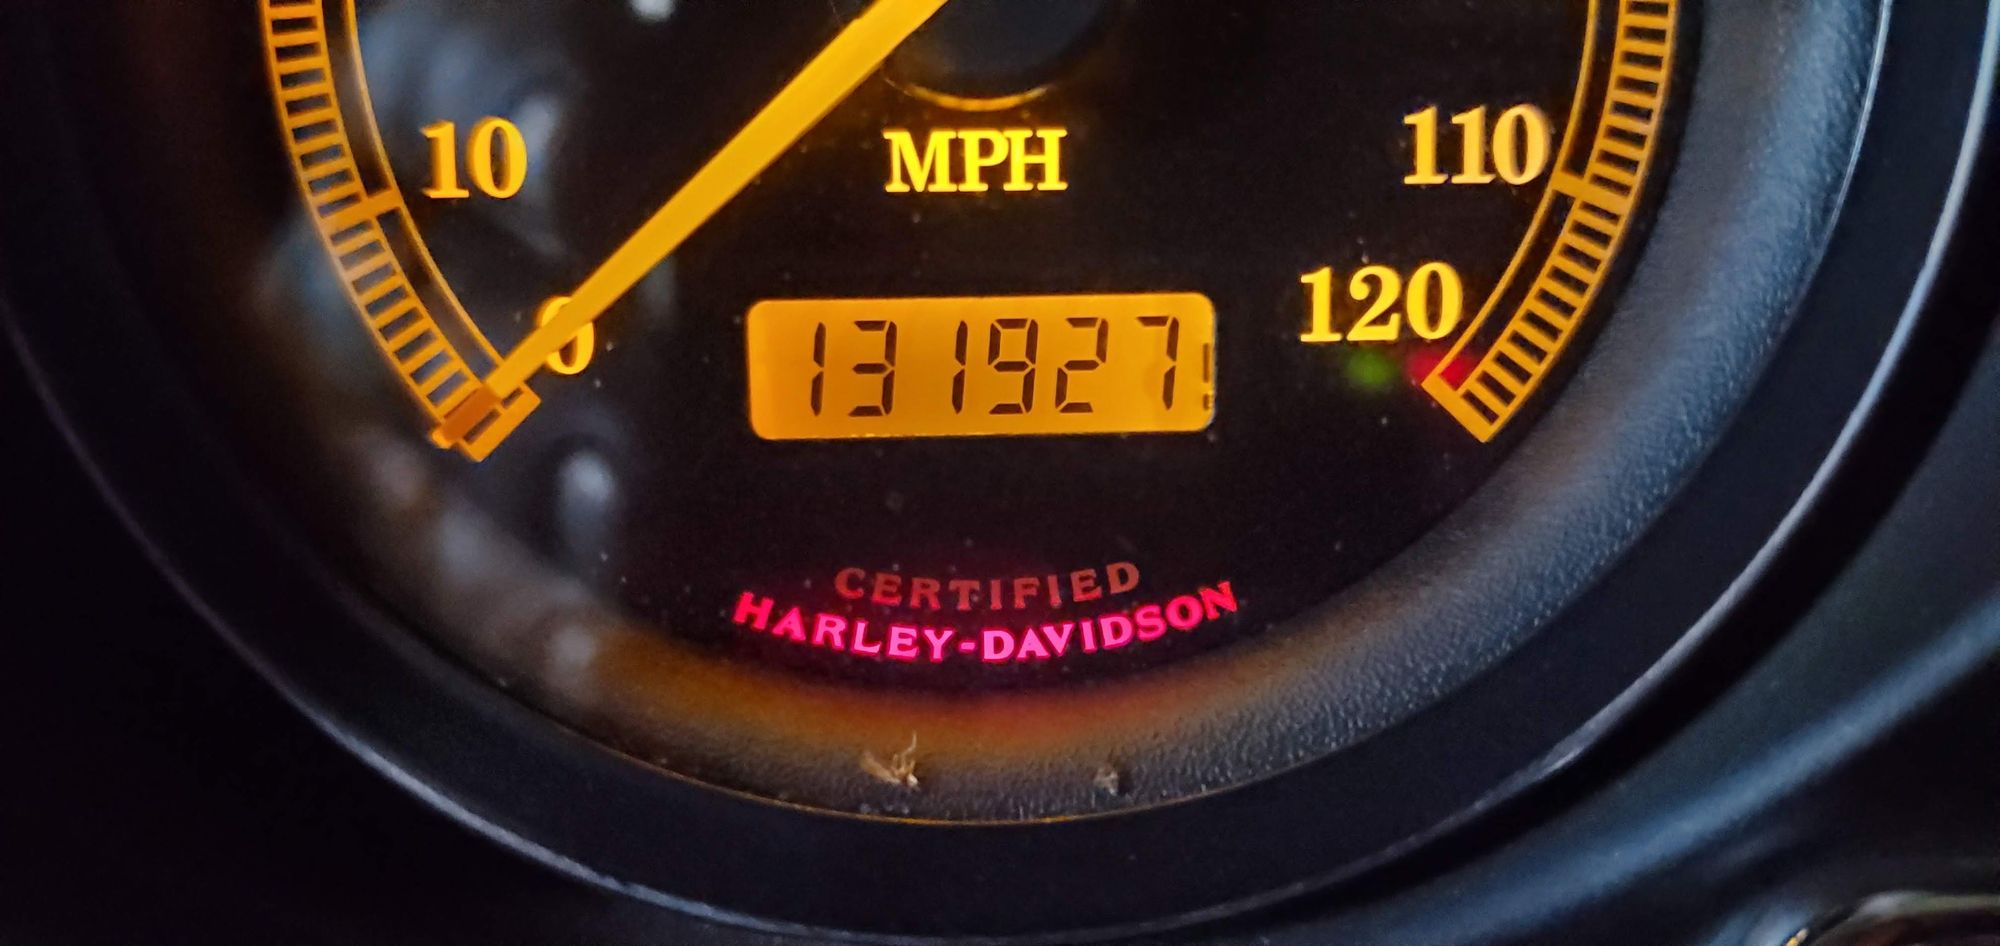 10
MPH
110
0
120
131927
CERTIFIED
HARLEY-DAVIDSON